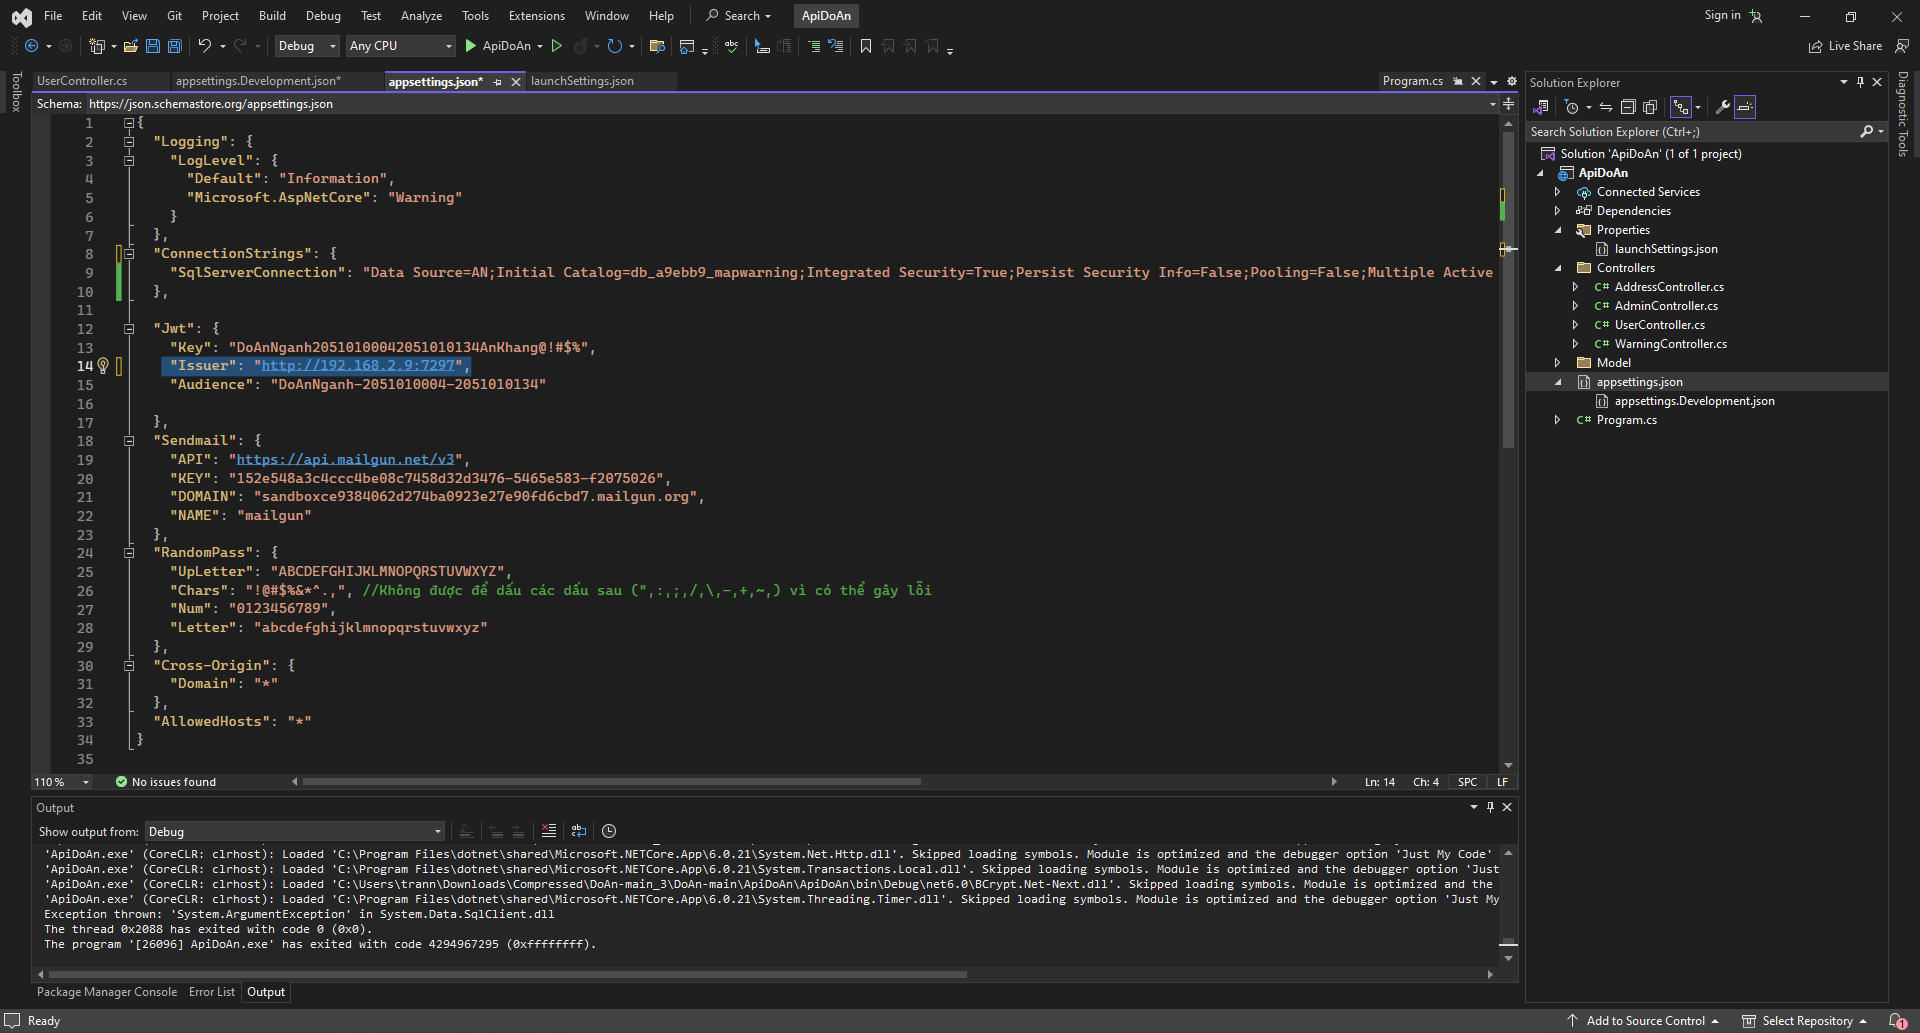 File Edit View Git Project Build Debug Test Analyze Tools Extensions Window Help Search ApiDoAn Sign in
Debug Any CPU ApiDoAn Live Share
Toolbox
UserController.cs appsettings.Development.json* appsettings.json* launchSettings.json Program.cs
Schema: https://json.schemastore.org/appsettings.json
1 {
2 "Logging": {
3 "LogLevel": {
4 "Default": "Information",
5 "Microsoft.AspNetCore": "Warning"
6 }
7 },
8 "ConnectionStrings": {
9 "SqlServerConnection": "Data Source=AN;Initial Catalog=db_a9ebb9_mapwarning;Integrated Security=True;Persist Security Info=False;Pooling=False;Multiple Active
10 },
11
12 "Jwt": {
13 "Key": "DoAnNganh20510100042051010134AnKhang@!#$%",
14 "Issuer": "http://192.168.2.9:7297",
15 "Audience": "DoAnNganh-2051010004-2051010134"
16
17 },
18 "Sendmail": {
19 "API": "https://api.mailgun.net/v3",
20 "KEY": "152e548a3c4ccc4be08c7458d32d3476-5465e583-f2075026",
21 "DOMAIN": "sandboxce9384062d274ba0923e27e90fd6cbd7.mailgun.org",
22 "NAME": "mailgun"
23 },
24 "RandomPass": {
25 "UpLetter": "ABCDEFGHIJKLMNOPQRSTUVWXYZ",
26 "Chars": "!@#$%&*^.,", //Không được để dấu các dấu sau (",:,;,/,\,-,+,~,) vì có thể gây lỗi
27 "Num": "0123456789",
28 "Letter": "abcdefghijklmnopqrstuvwxyz"
29 },
30 "Cross-Origin": {
31 "Domain": "*"
32 },
33 "AllowedHosts": "*"
34 }
35
110 % No issues found Ln: 14 Ch: 4 SPC LF
Output
Show output from: Debug
'ApiDoAn.exe' (CoreCLR: clrhost): Loaded 'C:\Program Files\dotnet\shared\Microsoft.NETCore.App\6.0.21\System.Net.Http.dll'. Skipped loading symbols. Module is optimized and the debugger option 'Just My Code'
'ApiDoAn.exe' (CoreCLR: clrhost): Loaded 'C:\Program Files\dotnet\shared\Microsoft.NETCore.App\6.0.21\System.Transactions.Local.dll'. Skipped loading symbols. Module is optimized and the debugger option 'Just
'ApiDoAn.exe' (CoreCLR: clrhost): Loaded 'C:\Users\trann\Downloads\Compressed\DoAn-main_3\DoAn-main\ApiDoAn\ApiDoAn\bin\Debug\net6.0\BCrypt.Net-Next.dll'. Skipped loading symbols. Module is optimized and the
'ApiDoAn.exe' (CoreCLR: clrhost): Loaded 'C:\Program Files\dotnet\shared\Microsoft.NETCore.App\6.0.21\System.Threading.Timer.dll'. Skipped loading symbols. Module is optimized and the debugger option 'Just My
Exception thrown: 'System.ArgumentException' in System.Data.SqlClient.dll
The thread 0x2088 has exited with code 0 (0x0).
The program '[26096] ApiDoAn.exe' has exited with code 4294967295 (0xffffffff).
Package Manager Console Error List Output
Solution Explorer
Search Solution Explorer (Ctrl+;)
Solution 'ApiDoAn' (1 of 1 project)
ApiDoAn
Connected Services
Dependencies
Properties
launchSettings.json
Controllers
C# AddressController.cs
C# AdminController.cs
C# UserController.cs
C# WarningController.cs
Model
appsettings.json
appsettings.Development.json
C# Program.cs
Diagnostic Tools
Ready Add to Source Control Select Repository 1